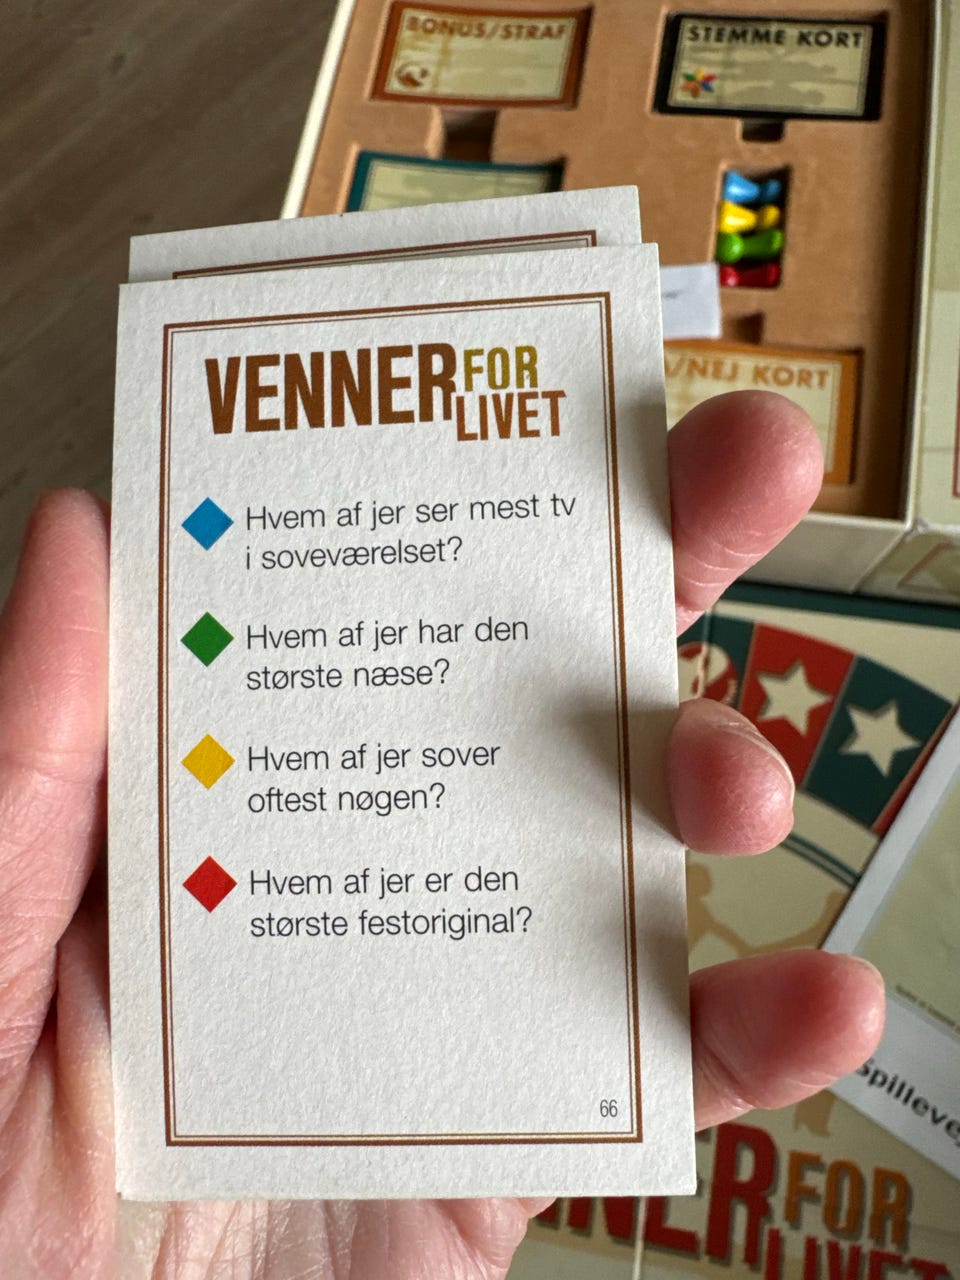 BONUS/STRAF
STEMME KORT
/NEJ KORT
VENNER FOR
LIVET
Hvem af jer ser mest tv
i soveværelset?
Hvem af jer har den
største næse?
Hvem af jer sover
oftest nøgen?
Hvem af jer er den
største festoriginal?
66
Spilleve
NER FOR
LIVET